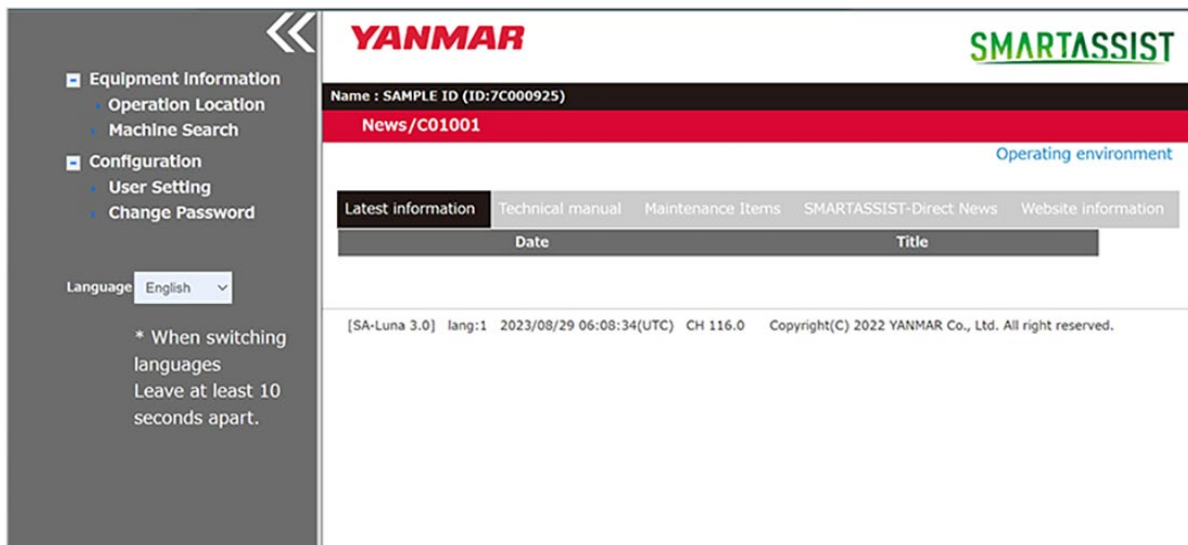 Equipment Information
Operation Location
Machine Search
Configuration
User Setting
Change Password
Language English
* When switching
languages
Leave at least 10
seconds apart.
YANMAR
SMARTASSIST
Name : SAMPLE ID (ID:7C000925)
News/C01001
Operating environment
Latest information Technical manual Maintenance Items SMARTASSIST-Direct News Website information
Date Title
[SA-Luna 3.0] lang:1 2023/08/29 06:08:34(UTC) CH 116.0 Copyright(C) 2022 YANMAR Co., Ltd. All right reserved.